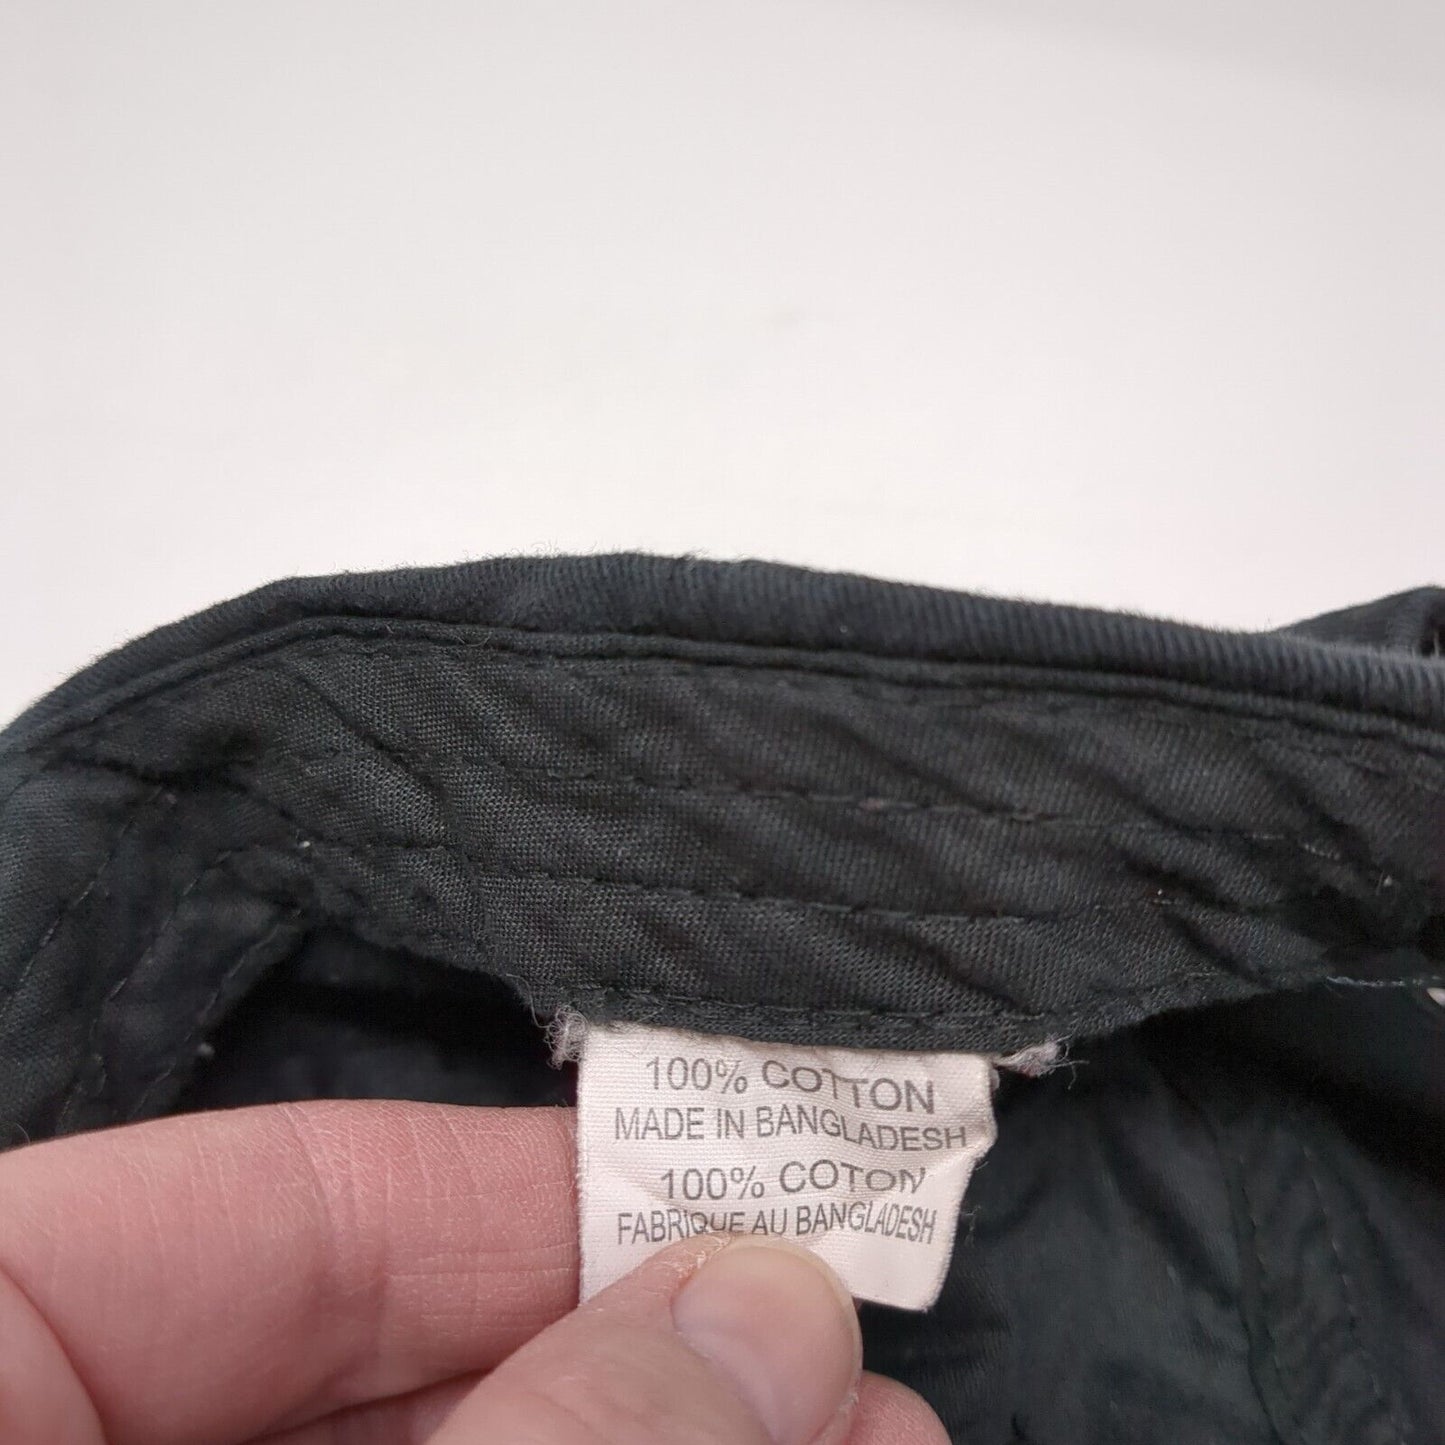 100% COTTON
MADE IN BANGLADESH
100% COTON
FABRIQUE AU BANGLADESH